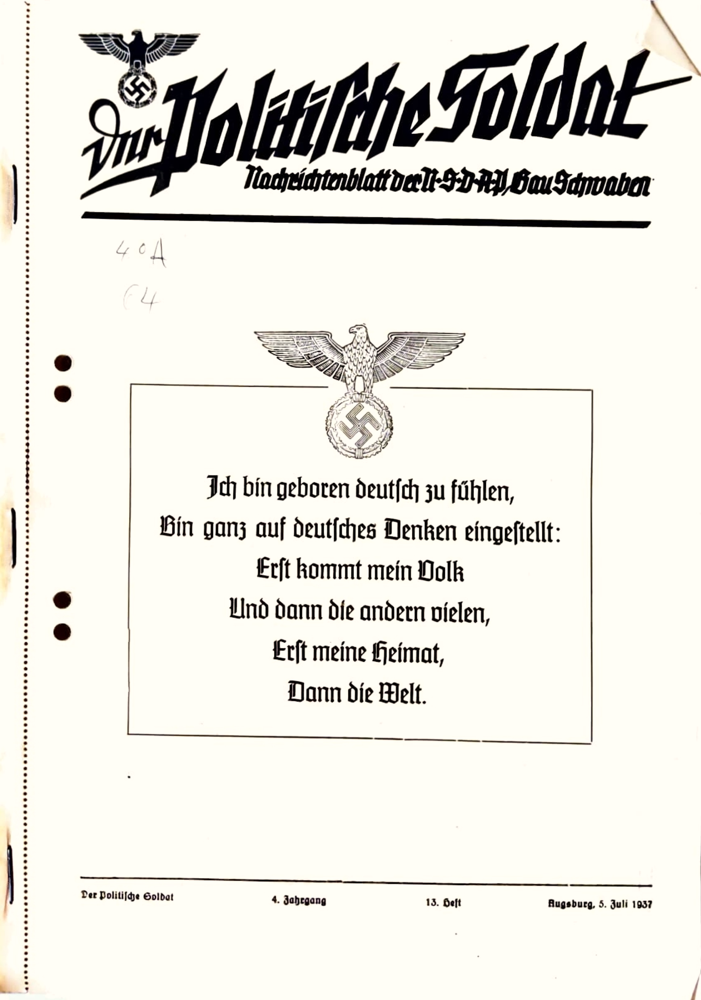 Der Politische Soldat
Nachrichtenblatt der N·S·D·A·P, Gau Schwaben
40A
64
Ich bin geboren deutsch zu fühlen,
Bin ganz auf deutsches Denken eingestellt:
Erst kommt mein Volk
Und dann die andern vielen,
Erst meine Heimat,
Dann die Welt.
Der Politische Soldat 4. Jahrgang 13. Heft Augsburg, 5. Juli 1937